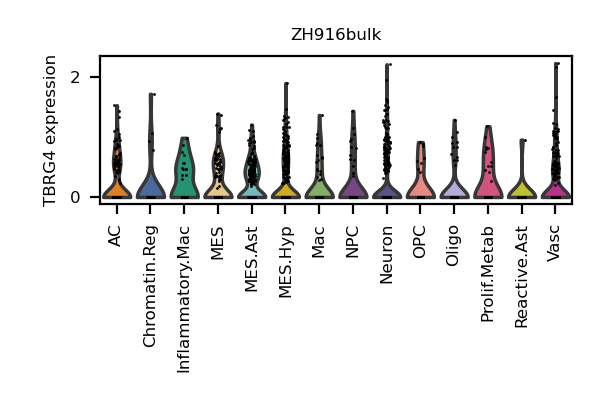 ZH916bulk
TBRG4 expression
2
0
AC
Chromatin.Reg
Inflammatory.Mac
MES
MES.Ast
MES.Hyp
Mac
NPC
Neuron
OPC
Oligo
Prolif.Metab
Reactive.Ast
Vasc